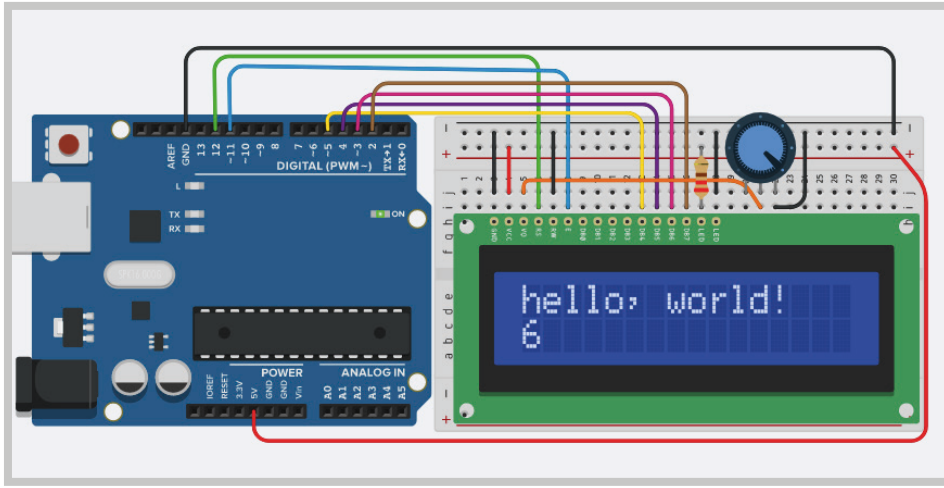 AREF
GND
13
12
~11
~10
~9
8
7
~6
~5
4
~3
2
TX→1
RX←0
DIGITAL (PWM~)
L
TX
RX
ON
IOREF
RESET
3.3V
5V
GND
GND
Vin
POWER
A0
A1
A2
A3
A4
A5
ANALOG IN
GND
VCC
VO
RS
RW
E
DB0
DB1
DB2
DB3
DB4
DB5
DB6
DB7
LED
LED
hello, world!
6